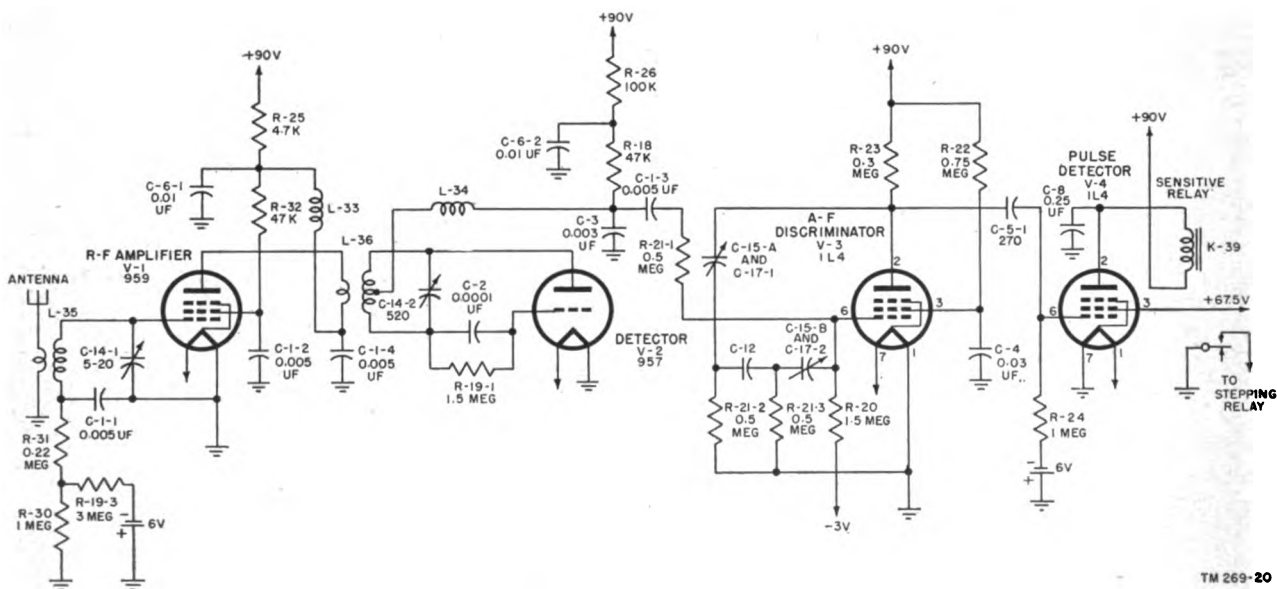 +90V
R-26
100K
+90V
+90V
R-25
4.7K
C-6-2
0.01 UF
R-18
47K
R-23
0.3
MEG
R-22
0.75
MEG
+90V
PULSE
DETECTOR
V-4
1L4
SENSITIVE
RELAY
C-6-1
0.01
UF
R-32
47K
L-33
L-34
C-1-3
0.005 UF
C-8
0.25
UF
C-5-1
270
K-39
R-F AMPLIFIER
V-1
959
L-36
C-3
0.003
UF
R-21-1
0.5
MEG
C-15-A
AND
C-17-1
A-F
DISCRIMINATOR
V-3
1L4
2
2
+67.5V
ANTENNA
L-35
C-14-1
5-20
C-14-2
520
C-2
0.0001
UF
6
3
6
3
DETECTOR
V-2
957
C-15-B
AND
C-17-2
C-12
7
1
7
1
C-1-2
0.005
UF
C-1-4
0.005
UF
R-19-1
1.5 MEG
C-4
0.03
UF..
TO
STEPPING
RELAY
C-1-1
0.005UF
R-21-2
0.5
MEG
R-21-3
0.5
MEG
R-20
1.5 MEG
R-24
1 MEG
R-31
0.22
MEG
R-19-3
3 MEG
R-30
1 MEG
-
+
6V
-3V
-
+
6V
TM 269-20